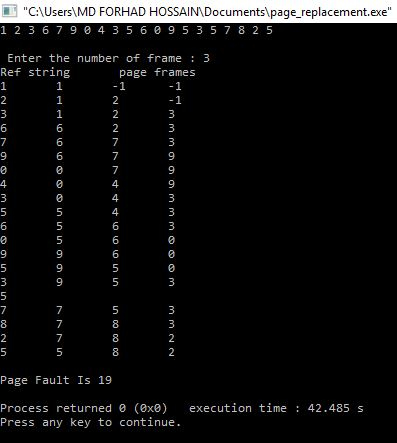 "C:\Users\MD FORHAD HOSSAIN\Documents\page_replacement.exe"
1 2 3 6 7 9 0 4 3 5 6 0 9 5 3 5 7 8 2 5
Enter the number of frame : 3
Ref string page frames
1 1 -1 -1
2 1 2 -1
3 1 2 3
6 6 2 3
7 6 7 3
9 6 7 9
0 0 7 9
4 0 4 9
3 0 4 3
5 5 4 3
6 5 6 3
0 5 6 0
9 9 6 0
5 9 5 0
3 9 5 3
5
7 7 5 3
8 7 8 3
2 7 8 2
5 5 8 2
Page Fault Is 19
Process returned 0 (0x0) execution time : 42.485 s
Press any key to continue.